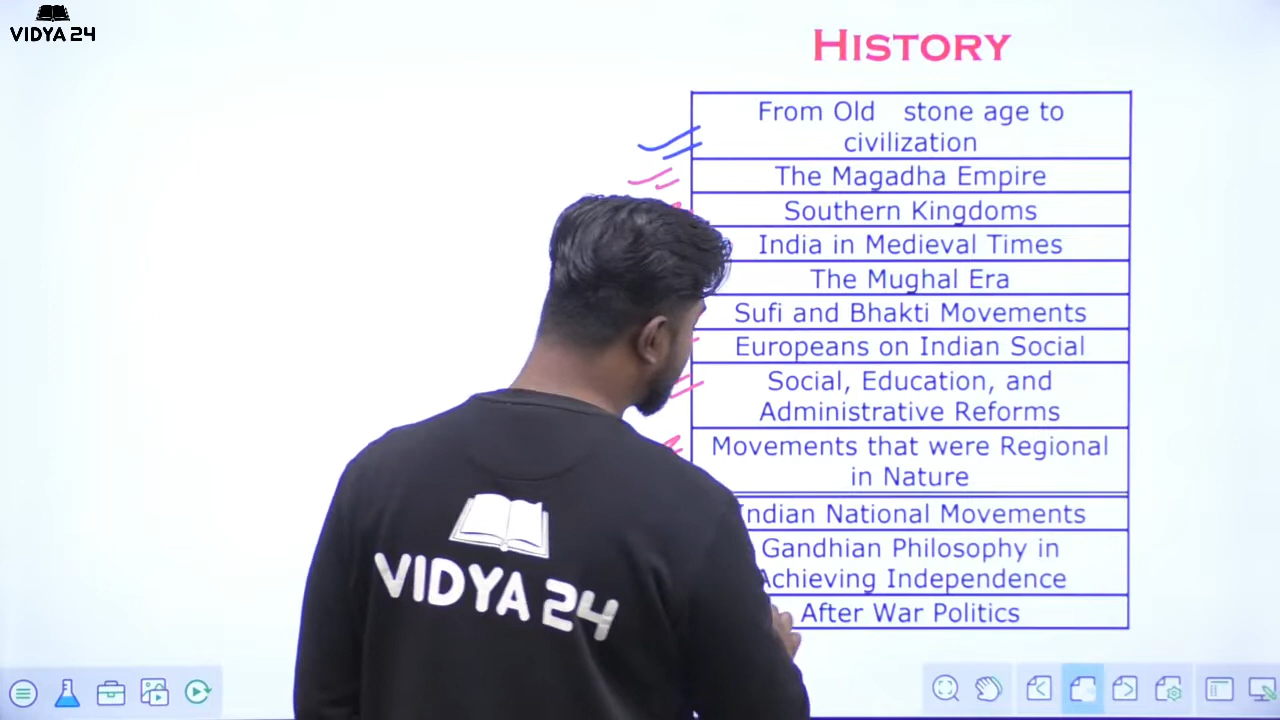 VIDYA 24
HISTORY
From Old stone age to
civilization
The Magadha Empire
Southern Kingdoms
India in Medieval Times
The Mughal Era
Sufi and Bhakti Movements
Europeans on Indian Social
Social, Education, and
Administrative Reforms
Movements that were Regional
in Nature
Indian National Movements
Gandhian Philosophy in
Achieving Independence
After War Politics
VIDYA 24